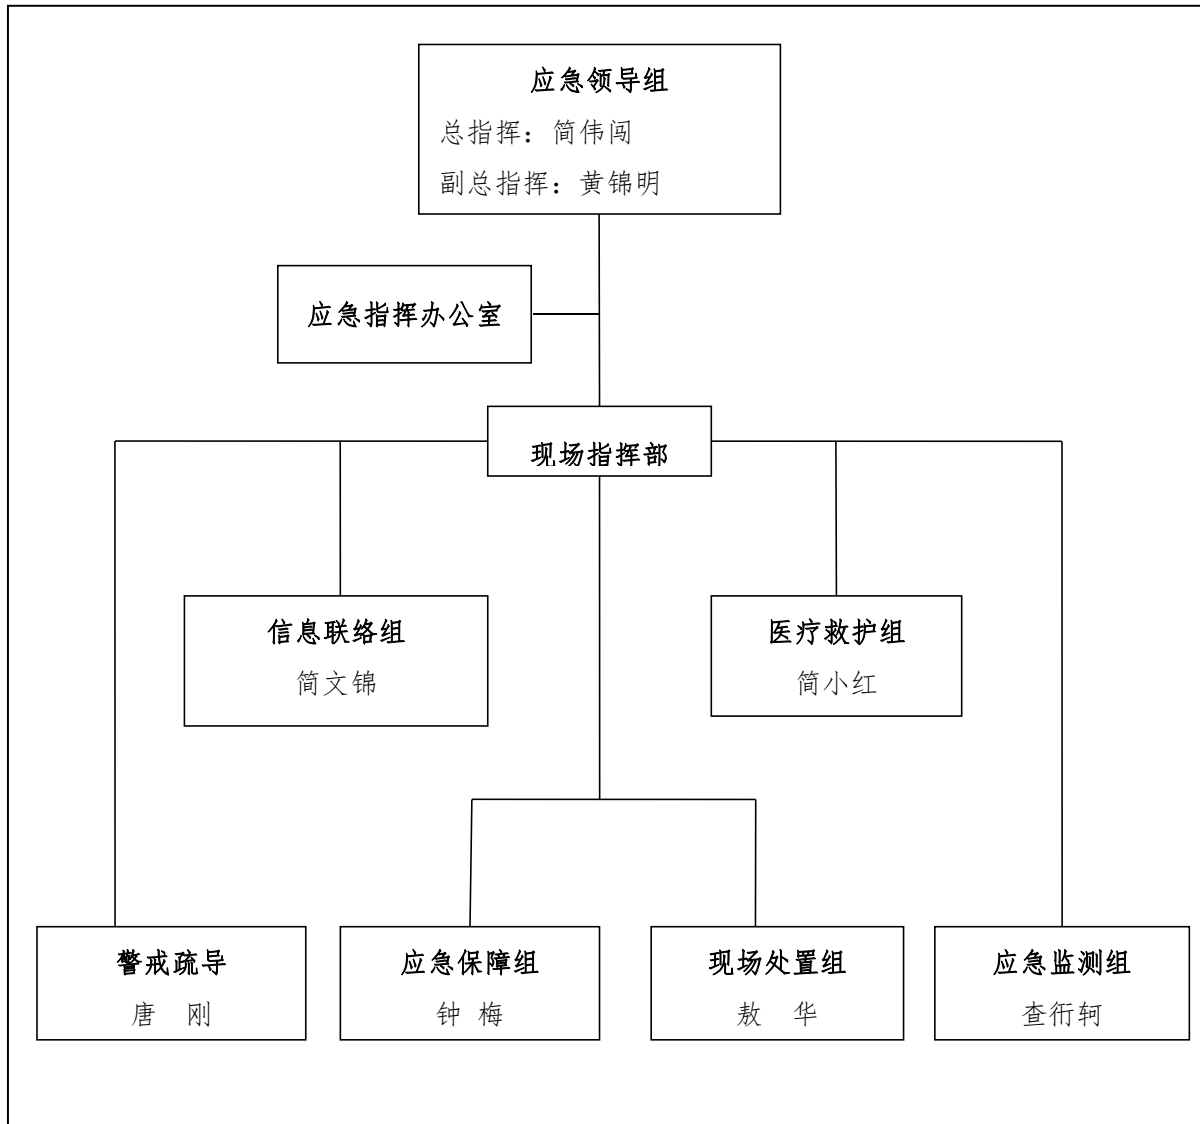 应急领导组
总指挥：简伟闯
副总指挥：黄锦明
应急指挥办公室
现场指挥部
信息联络组
简文锦
医疗救护组
简小红
警戒疏导
唐　刚
应急保障组
钟 梅
现场处置组
敖　华
应急监测组
查衍轲